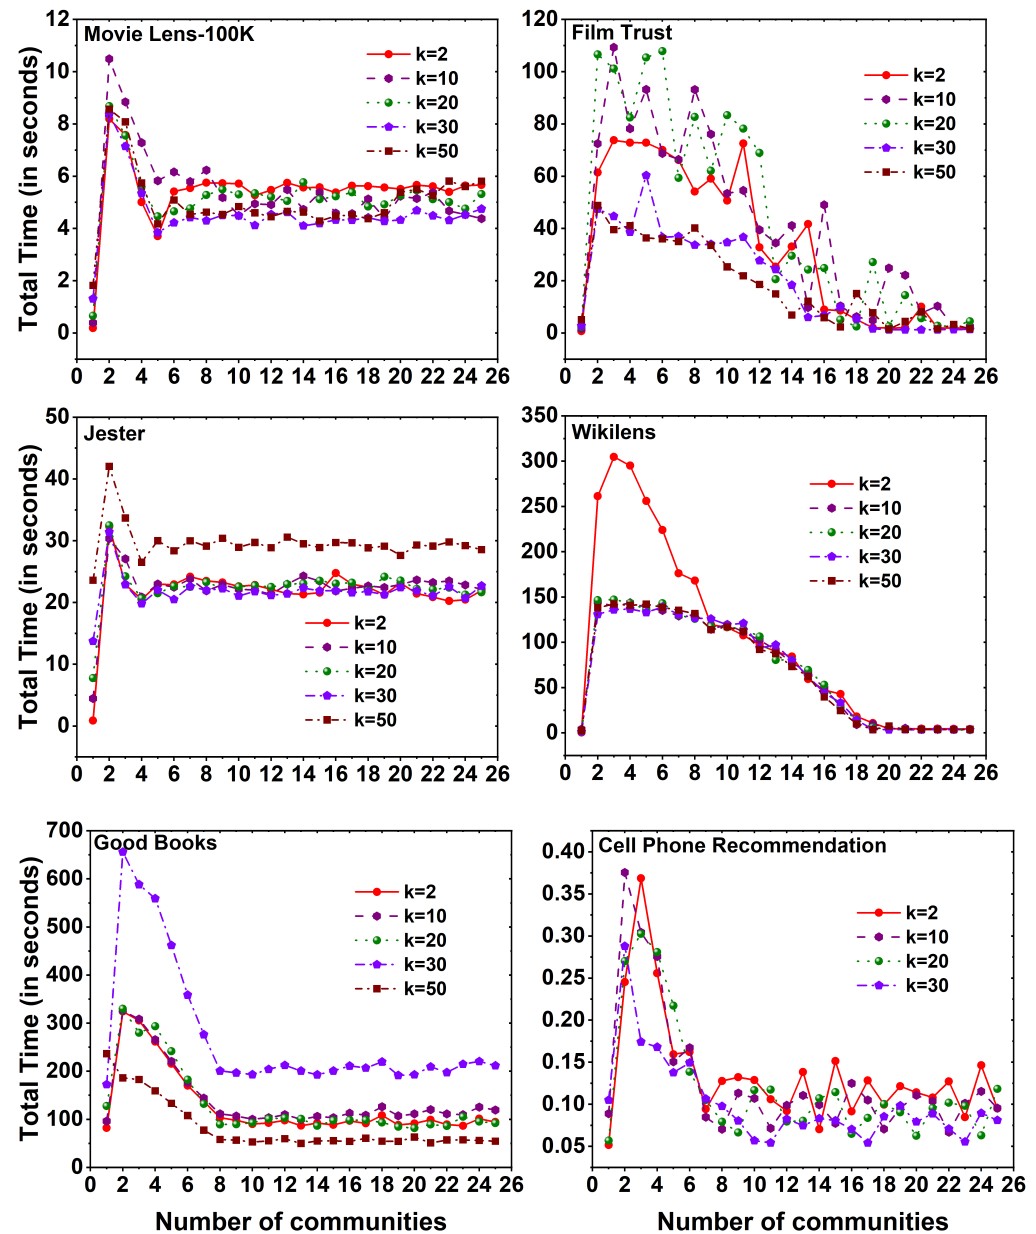 Movie Lens-100K
Total Time (in seconds)
12
10
8
6
4
2
0
k=2
k=10
k=20
k=30
k=50
0 2 4 6 8 10 12 14 16 18 20 22 24 26
Film Trust
120
100
80
60
40
20
0
k=2
k=10
k=20
k=30
k=50
0 2 4 6 8 10 12 14 16 18 20 22 24 26
Jester
Total Time (in seconds)
50
40
30
20
10
0
k=2
k=10
k=20
k=30
k=50
0 2 4 6 8 10 12 14 16 18 20 22 24 26
Wikilens
350
300
250
200
150
100
50
0
k=2
k=10
k=20
k=30
k=50
0 2 4 6 8 10 12 14 16 18 20 22 24 26
Good Books
Total Time (in seconds)
700
600
500
400
300
200
100
0
k=2
k=10
k=20
k=30
k=50
0 2 4 6 8 10 12 14 16 18 20 22 24 26
Number of communities
Cell Phone Recommendation
0.40
0.35
0.30
0.25
0.20
0.15
0.10
0.05
k=2
k=10
k=20
k=30
0 2 4 6 8 10 12 14 16 18 20 22 24 26
Number of communities